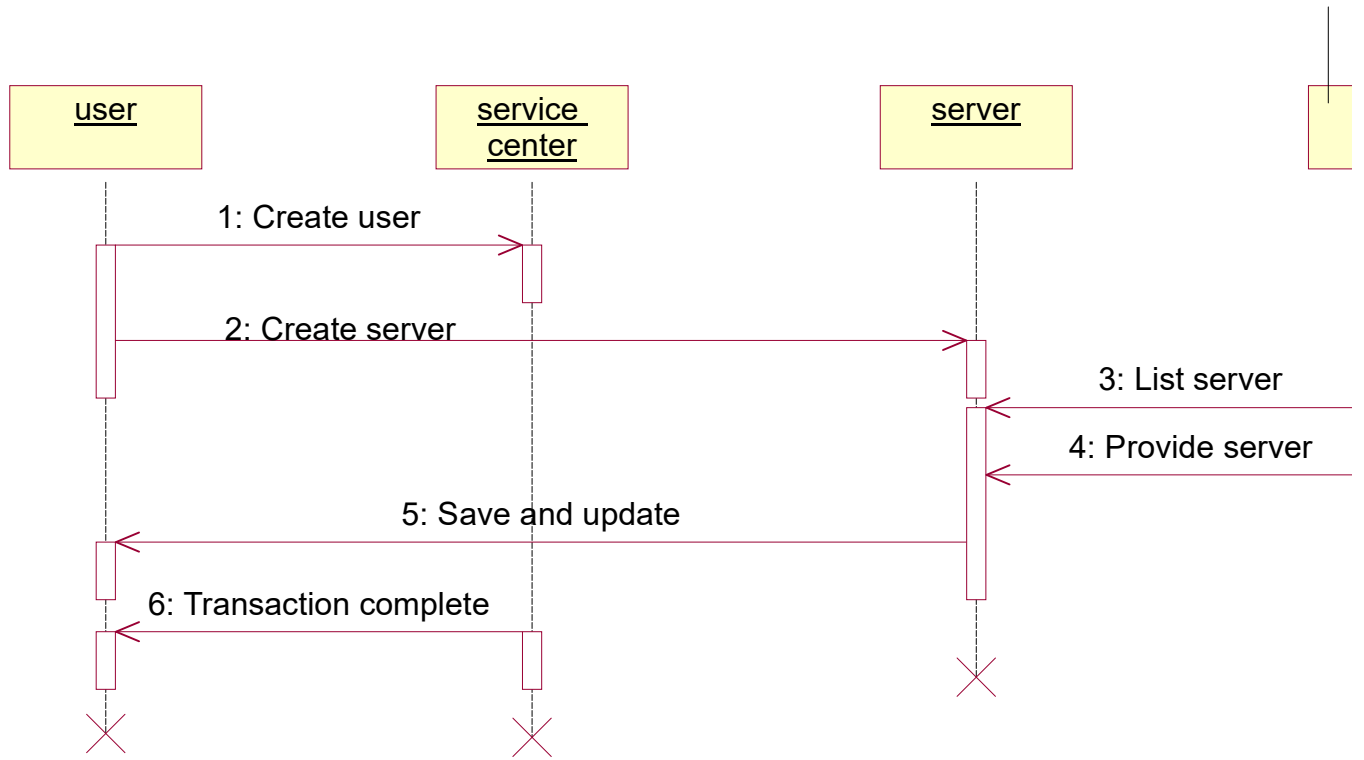 user
service
center
server
1: Create user
2: Create server
3: List server
4: Provide server
5: Save and update
6: Transaction complete